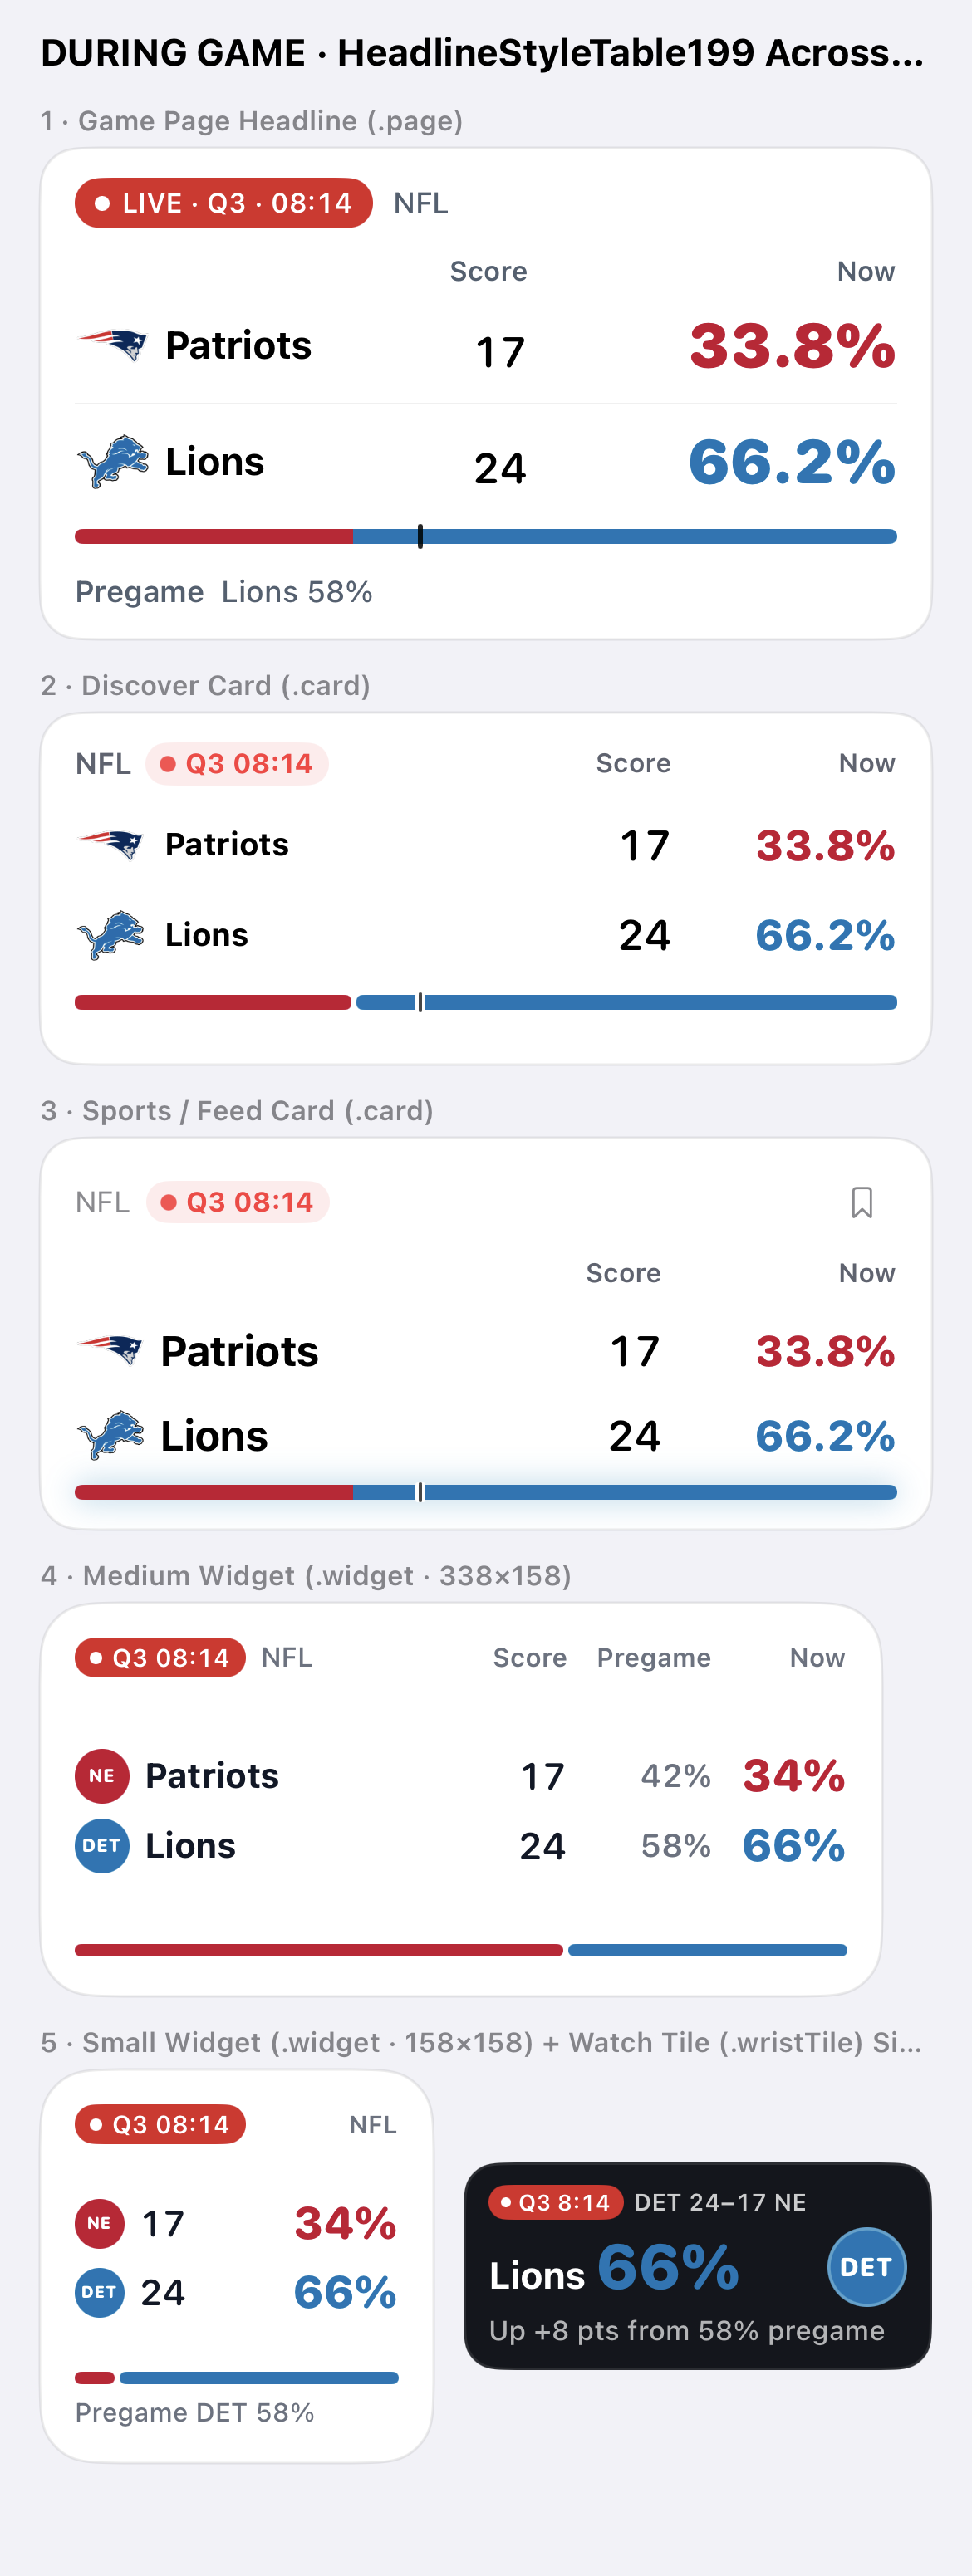 DURING GAME · HeadlineStyleTable199 Across...
1 · Game Page Headline (.page)
LIVE · Q3 · 08:14 NFL
Score Now
Patriots 17 33.8%
Lions 24 66.2%
Pregame Lions 58%
2 · Discover Card (.card)
NFL Q3 08:14 Score Now
Patriots 17 33.8%
Lions 24 66.2%
3 · Sports / Feed Card (.card)
NFL Q3 08:14
Score Now
Patriots 17 33.8%
Lions 24 66.2%
4 · Medium Widget (.widget · 338×158)
Q3 08:14 NFL Score Pregame Now
NE Patriots 17 42% 34%
DET Lions 24 58% 66%
5 · Small Widget (.widget · 158×158) + Watch Tile (.wristTile) Si...
Q3 08:14 NFL
NE 17 34%
DET 24 66%
Pregame DET 58%
Q3 8:14 DET 24–17 NE
Lions 66% DET
Up +8 pts from 58% pregame